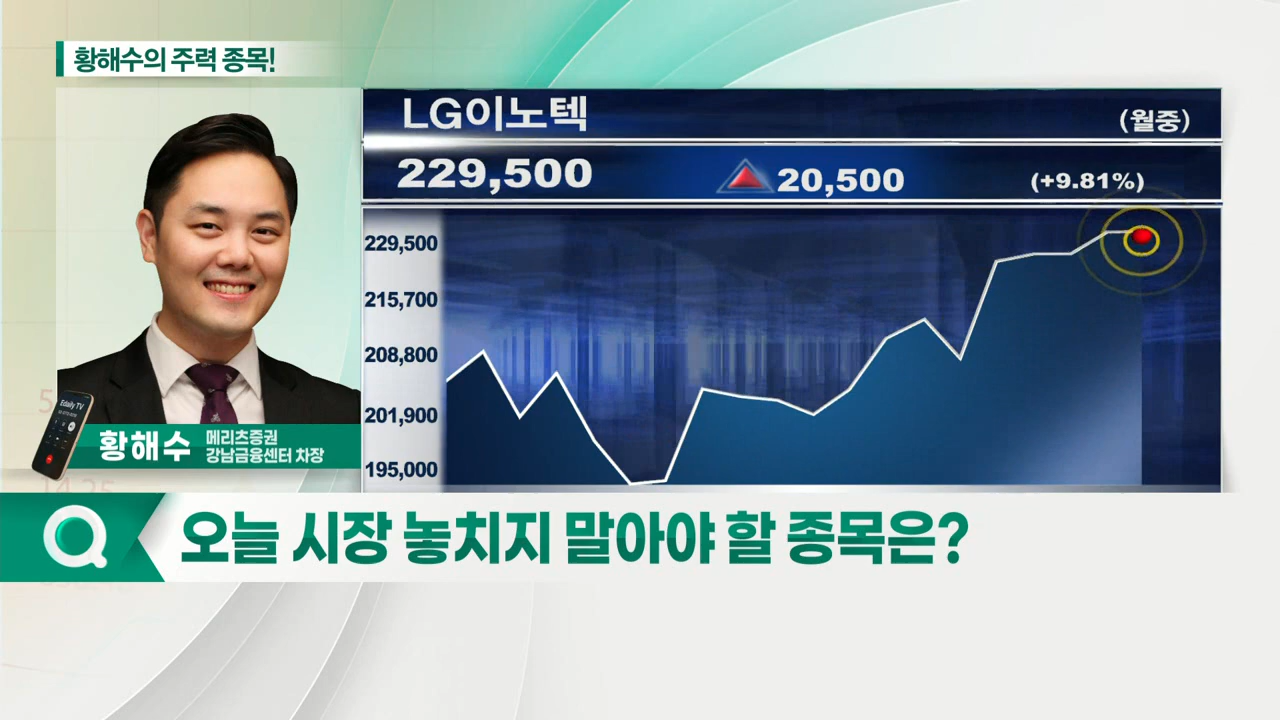 황해수의 주력 종목!
LG이노텍
(월중)
229,500 20,500 (+9.81%)
229,500
215,700
208,800
201,900
195,000
Edaily TV
황해수
메리츠증권
강남금융센터 차장
Q
오늘 시장 놓치지 말아야 할 종목은?